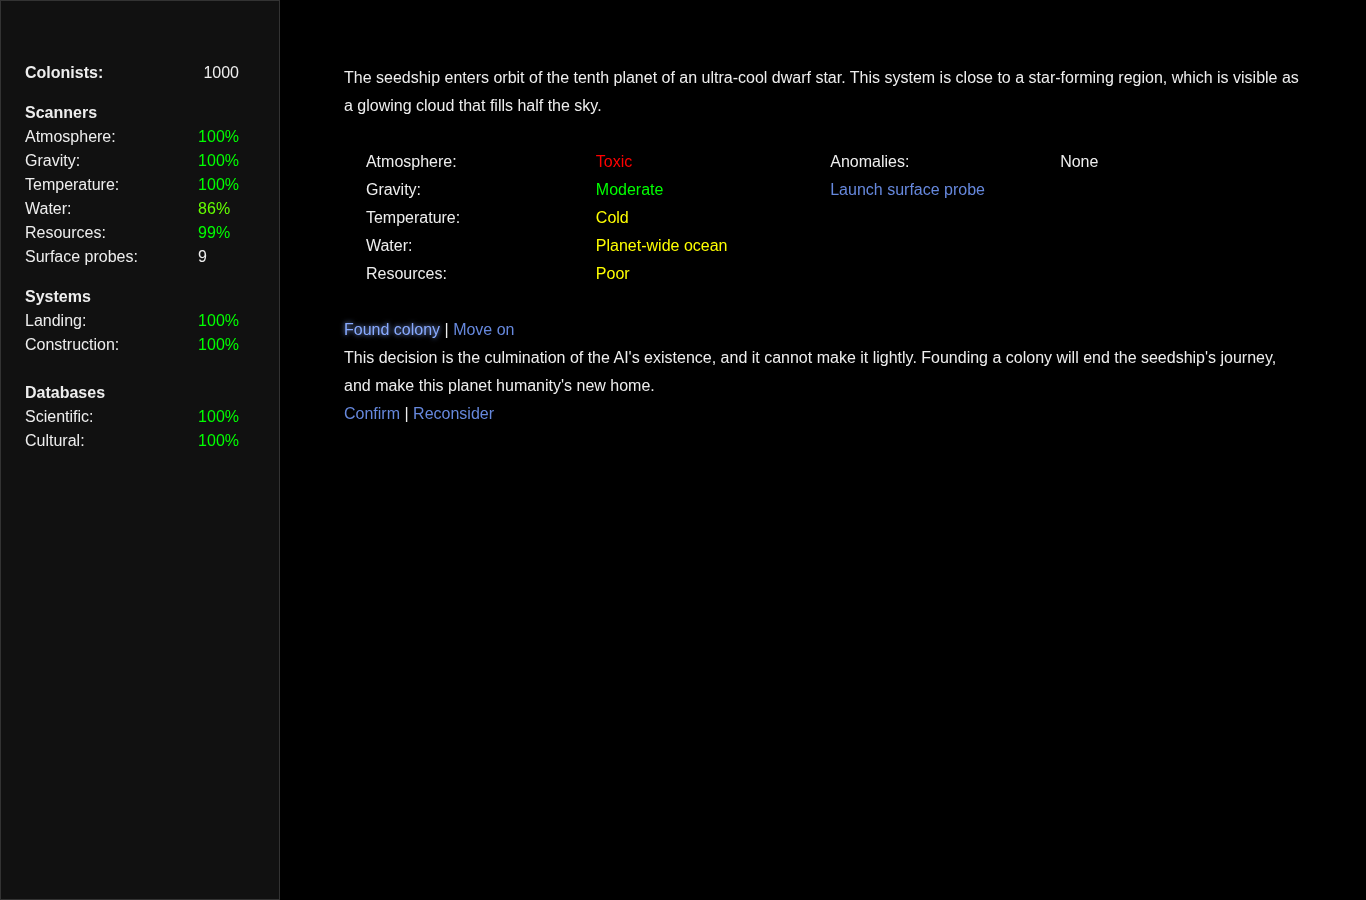 Colonists: 1000
Scanners
Atmosphere: 100%
Gravity: 100%
Temperature: 100%
Water: 86%
Resources: 99%
Surface probes: 9
Systems
Landing: 100%
Construction: 100%
Databases
Scientific: 100%
Cultural: 100%
The seedship enters orbit of the tenth planet of an ultra-cool dwarf star. This system is close to a star-forming region, which is visible as
a glowing cloud that fills half the sky.
Atmosphere: Toxic Anomalies: None
Gravity: Moderate Launch surface probe
Temperature: Cold
Water: Planet-wide ocean
Resources: Poor
Found colony | Move on
This decision is the culmination of the AI's existence, and it cannot make it lightly. Founding a colony will end the seedship's journey,
and make this planet humanity's new home.
Confirm | Reconsider